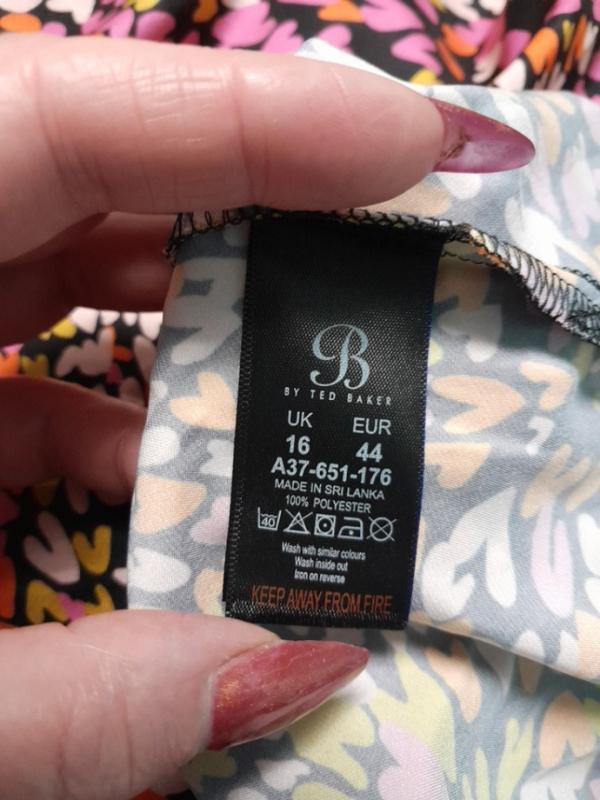 B
BY TED BAKER
UK EUR
16 44
A37-651-176
MADE IN SRI LANKA
100% POLYESTER
40
Wash with similar colours
Wash inside out
Iron on reverse
KEEP AWAY FROM FIRE